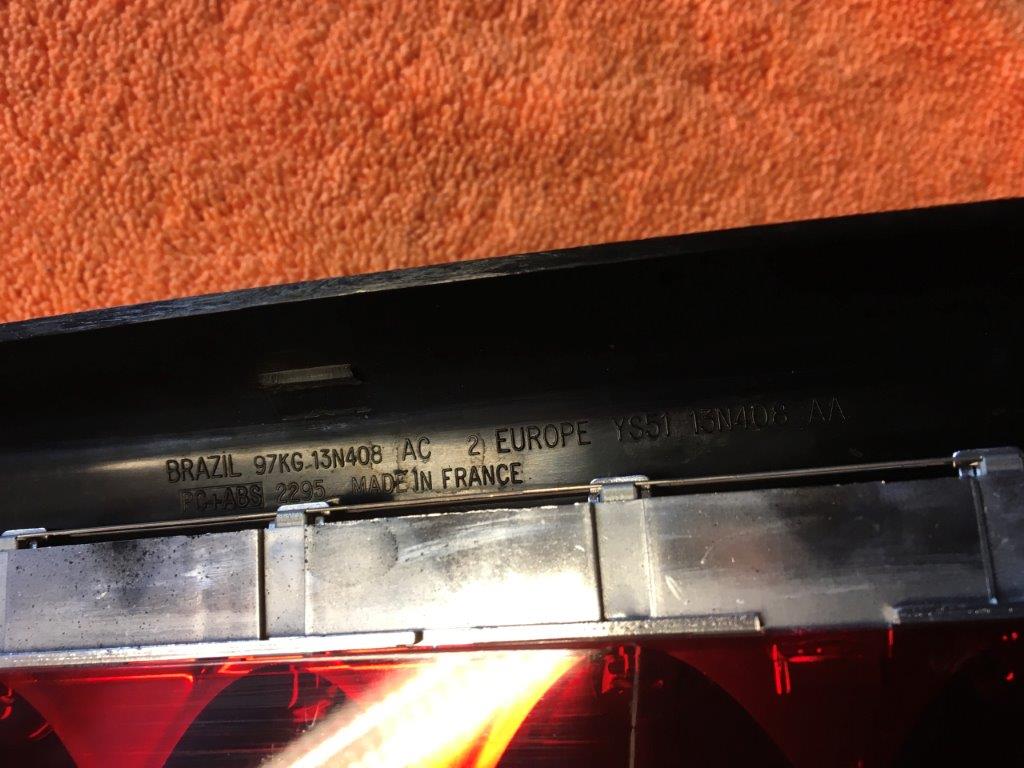 BRAZIL 97KG 13N408 AC 2 EUROPE YS51 13N408 AA
PC+ABS 2295 MADE IN FRANCE